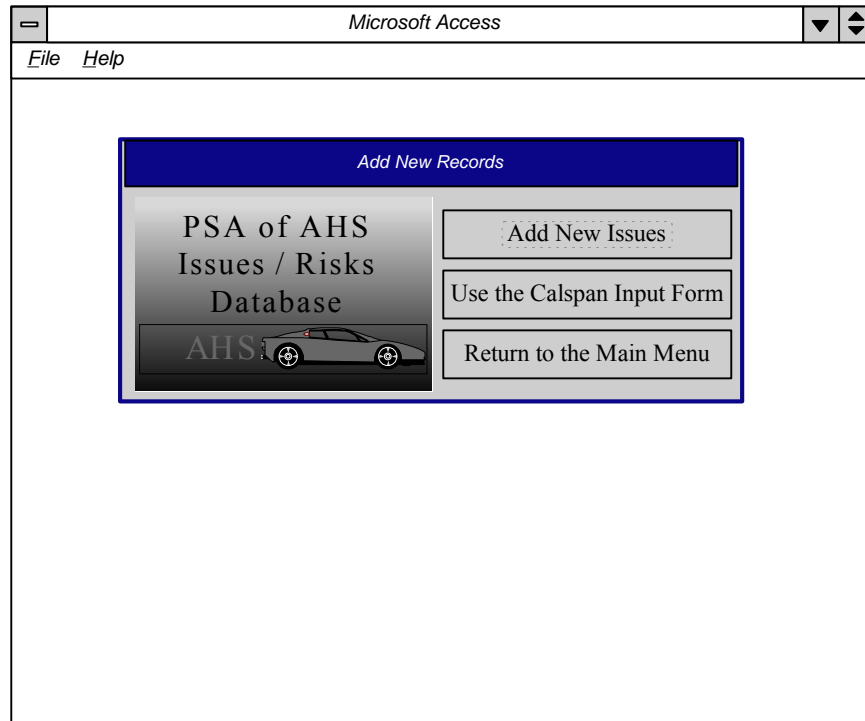 Microsoft Access
File Help
Add New Records
PSA of AHS
Issues / Risks
Database
AHS
Add New Issues
Use the Calspan Input Form
Return to the Main Menu